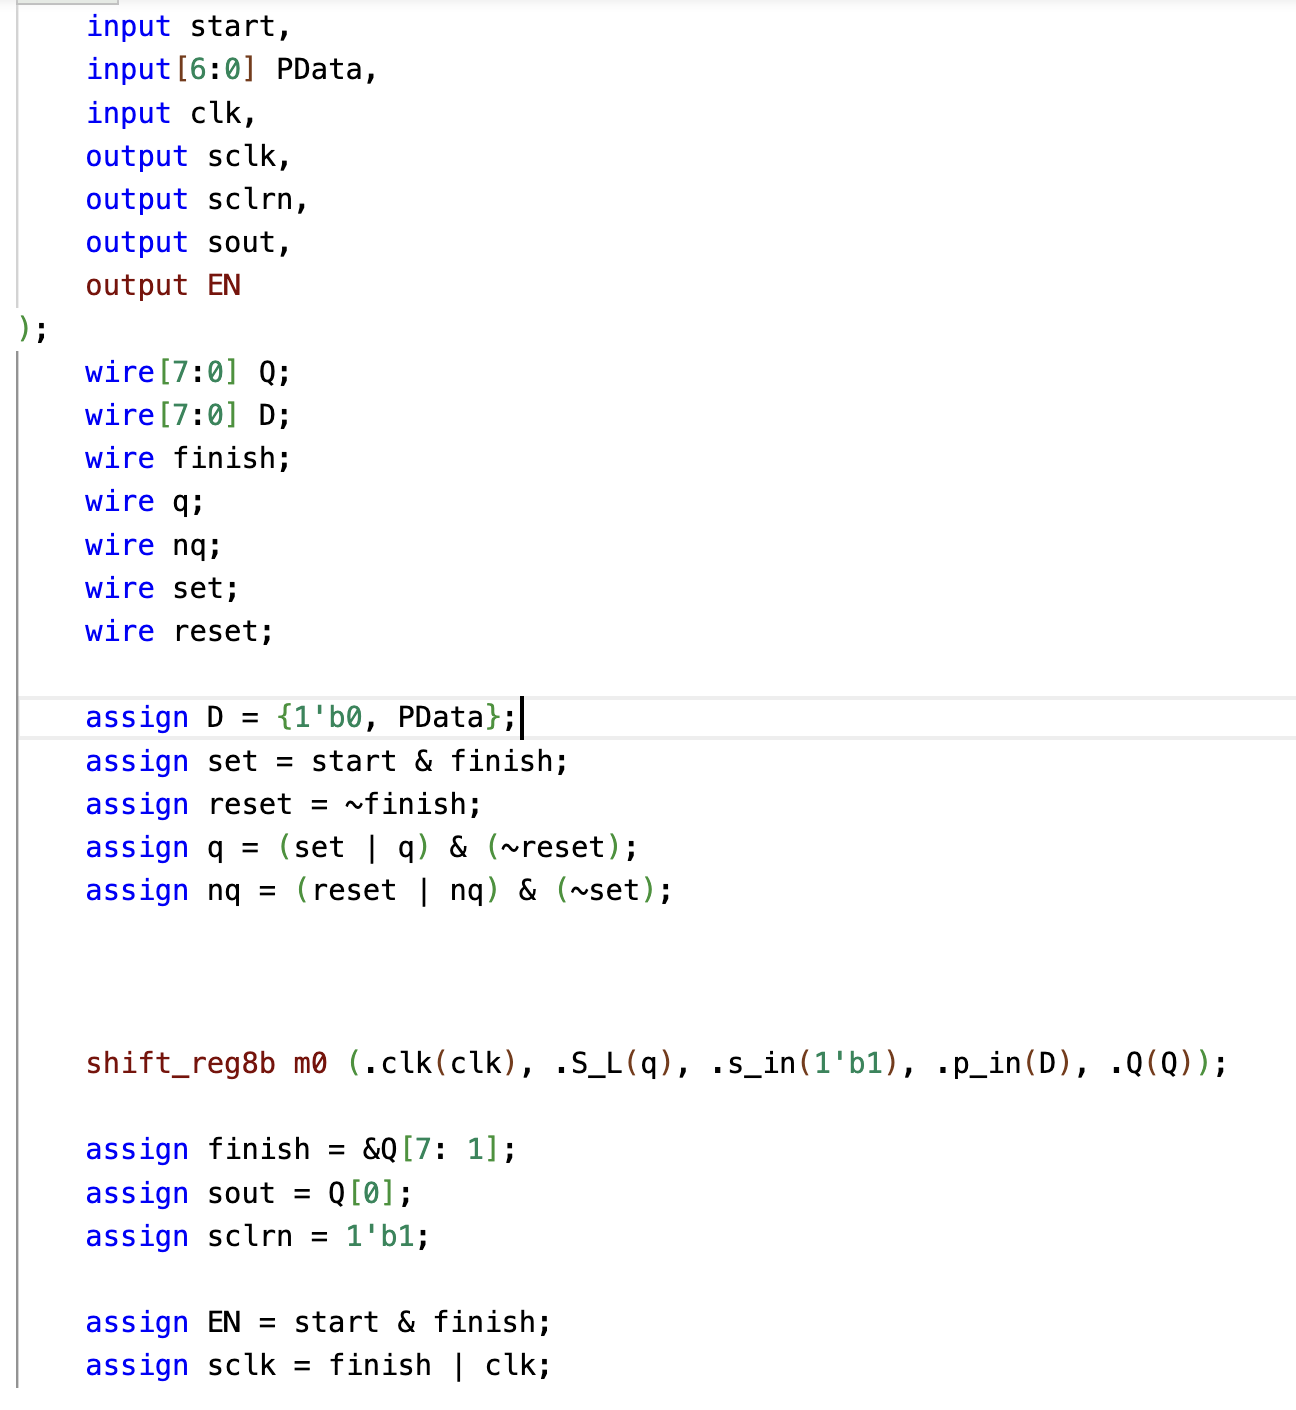 input start,
input[6:0] PData,
input clk,
output sclk,
output sclrn,
output sout,
output EN
);
wire[7:0] Q;
wire[7:0] D;
wire finish;
wire q;
wire nq;
wire set;
wire reset;
assign D = {1'b0, PData};
assign set = start & finish;
assign reset = ~finish;
assign q = (set | q) & (~reset);
assign nq = (reset | nq) & (~set);
shift_reg8b m0 (.clk(clk), .S_L(q), .s_in(1'b1), .p_in(D), .Q(Q));
assign finish = &Q[7: 1];
assign sout = Q[0];
assign sclrn = 1'b1;
assign EN = start & finish;
assign sclk = finish | clk;